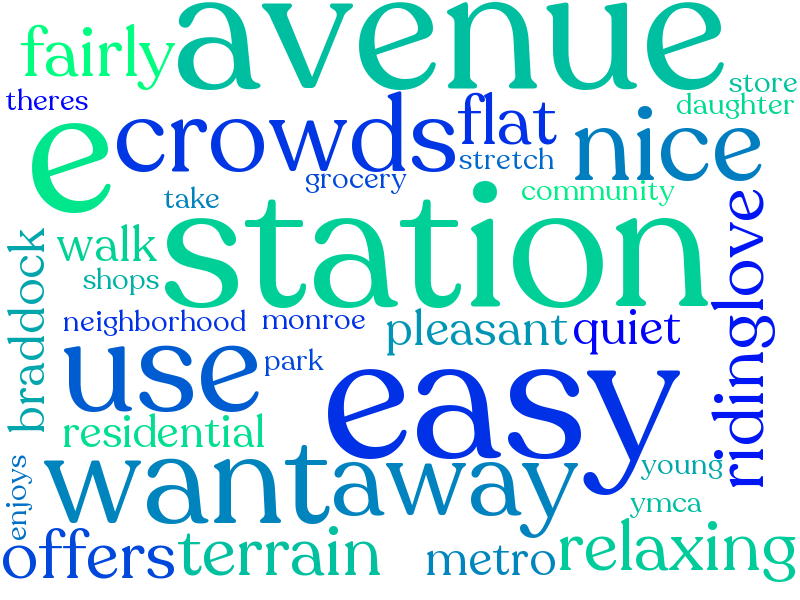 avenue
fairly
store
theres
daughter
e
crowds
flat
nice
stretch
grocery
community
take
station
walk
love
shops
braddock
neighborhood
monroe
pleasant
quiet
riding
use
park
easy
residential
want
away
young
enjoys
ymca
offers
terrain
metro
relaxing